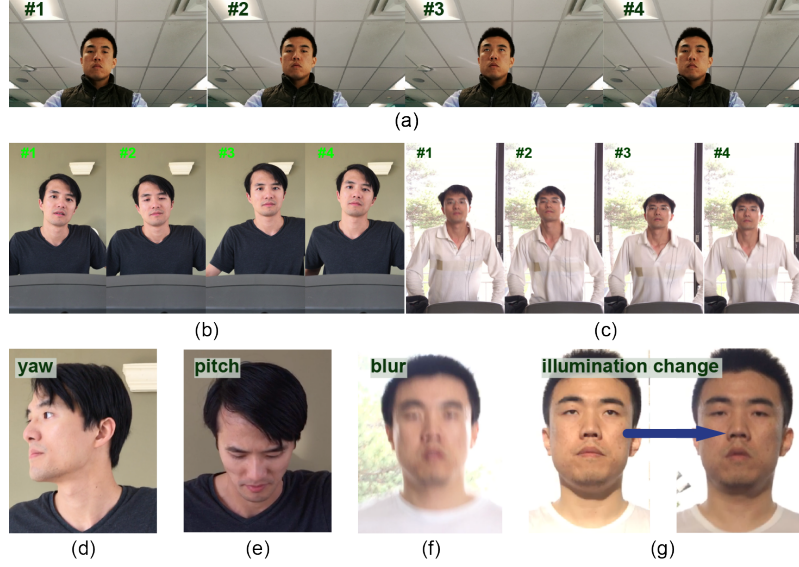 #1 #2 #3 #4
(a)
#1 #2 #3 #4 #1 #2 #3 #4
(b) (c)
yaw pitch blur illumination change
(d) (e) (f) (g)